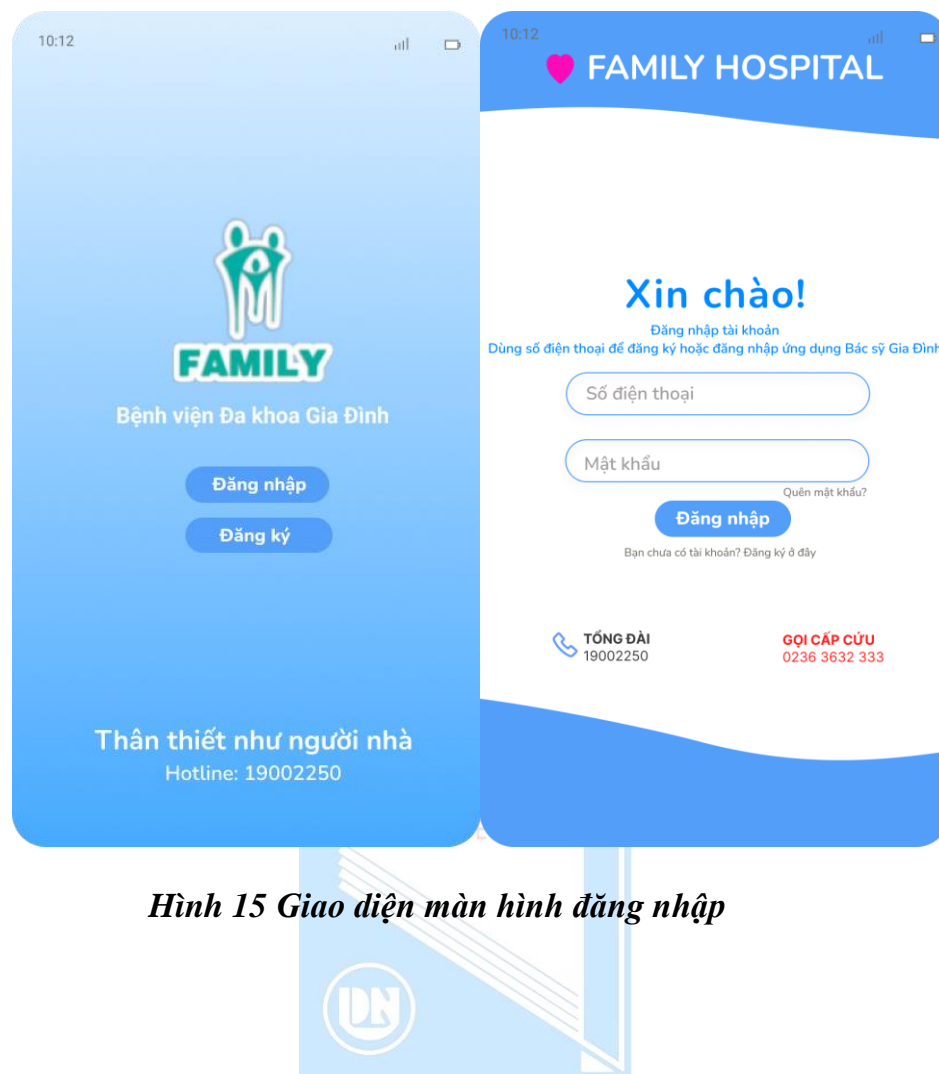 10:12
FAMILY
Bệnh viện Đa khoa Gia Đình
Đăng nhập
Đăng ký
Thân thiết như người nhà
Hotline: 19002250
10:12
FAMILY HOSPITAL
Xin chào!
Đăng nhập tài khoản
Dùng số điện thoại để đăng ký hoặc đăng nhập ứng dụng Bác sỹ Gia Đình
Số điện thoại
Mật khẩu
Quên mật khẩu?
Đăng nhập
Bạn chưa có tài khoản? Đăng ký ở đây
TỔNG ĐÀI
19002250
GỌI CẤP CỨU
0236 3632 333
Hình 15 Giao diện màn hình đăng nhập
DN